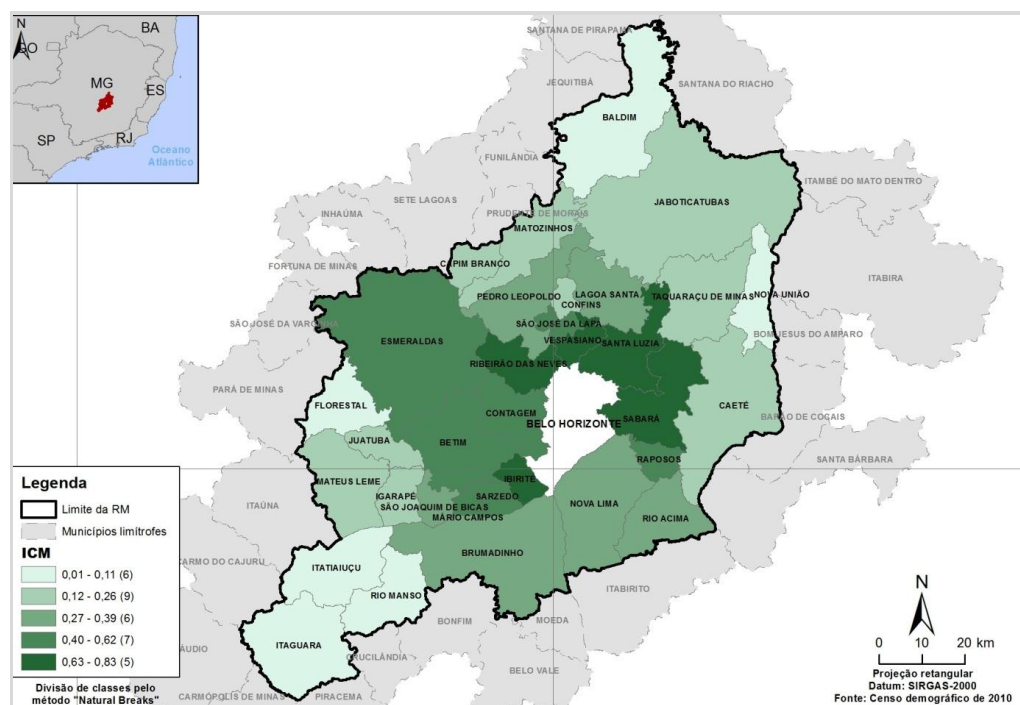 N
BA
GO
MG
ES
SP
RJ
Oceano
Atlântico
SANTANA DE PIRAPAMA
JEQUITIBÁ
SANTANA DO RIACHO
BALDIM
FUNILÂNDIA
ITAMBÉ DO MATO DENTRO
SETE LAGOAS
JABOTICATUBAS
INHAÚMA
PRUDENTE DE MORAIS
MATOZINHOS
FORTUNA DE MINAS
CAPIM BRANCO
ITABIRA
PEDRO LEOPOLDO
LAGOA SANTA
CONFINS
TAQUARAÇU DE MINAS
NOVA UNIÃO
SÃO JOSÉ DA VARGINHA
SÃO JOSÉ DA LAPA
BOM JESUS DO AMPARO
ESMERALDAS
VESPASIANO
SANTA LUZIA
RIBEIRÃO DAS NEVES
PARÁ DE MINAS
FLORESTAL
CAETÉ
CONTAGEM
BELO HORIZONTE
SABARÁ
BARÃO DE COCAIS
JUATUBA
BETIM
RAPOSOS
SANTA BÁRBARA
MATEUS LEME
IBIRITE
IGARAPÉ
SARZEDO
NOVA LIMA
SÃO JOAQUIM DE BICAS
MÁRIO CAMPOS
RIO ACIMA
ITAÚNA
BRUMADINHO
CARMO DO CAJURU
ITATIAIUÇU
RIO MANSO
ITABIRITO
BONFIM
MOEDA
ITAGUARA
CRUCILÂNDIA
BELO VALE
ÁUDIO
CARMÓPOLIS DE MINAS
PIRACEMA
Legenda
Limite da RM
Municípios limítrofes
ICM
0,01 - 0,11 (6)
0,12 - 0,26 (9)
0,27 - 0,39 (6)
0,40 - 0,62 (7)
0,63 - 0,83 (5)
Divisão de classes pelo
método "Natural Breaks"
N
0 10 20 km
Projeção retangular
Datum: SIRGAS-2000
Fonte: Censo demográfico de 2010